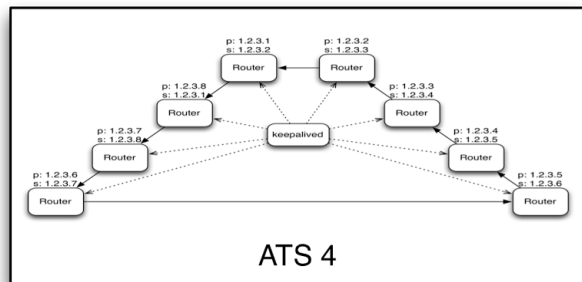 p: 1.2.3.1
s: 1.2.3.2
Router
p: 1.2.3.2
s: 1.2.3.3
Router
p: 1.2.3.8
s: 1.2.3.1
Router
p: 1.2.3.3
s: 1.2.3.4
Router
keepalived
p: 1.2.3.7
s: 1.2.3.8
Router
p: 1.2.3.4
s: 1.2.3.5
Router
p: 1.2.3.6
s: 1.2.3.7
Router
p: 1.2.3.5
s: 1.2.3.6
Router
ATS 4